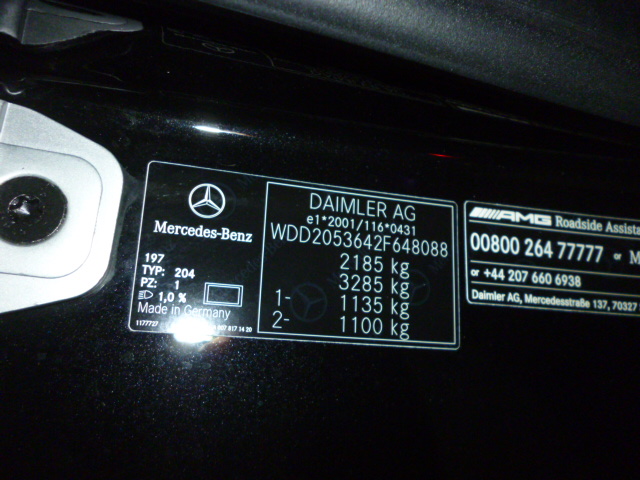 Mercedes-Benz
197
TYP: 204
PZ: 1
1,0 %
Made in Germany
1177727
DAIMLER AG
e1*2001/116*0431
WDD2053642F648088
2185 kg
3285 kg
1- 1135 kg
2- 1100 kg
AMG Roadside Assista
00800 264 77777 or M
or +44 207 660 6938
Daimler AG, Mercedesstraße 137, 70327